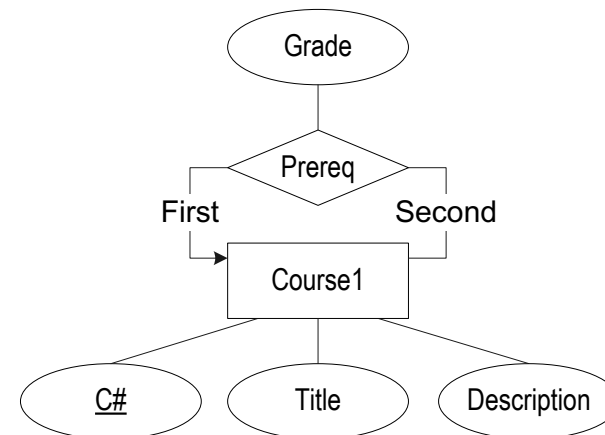 Grade
Prereq
First
Second
Course1
C#
Title
Description